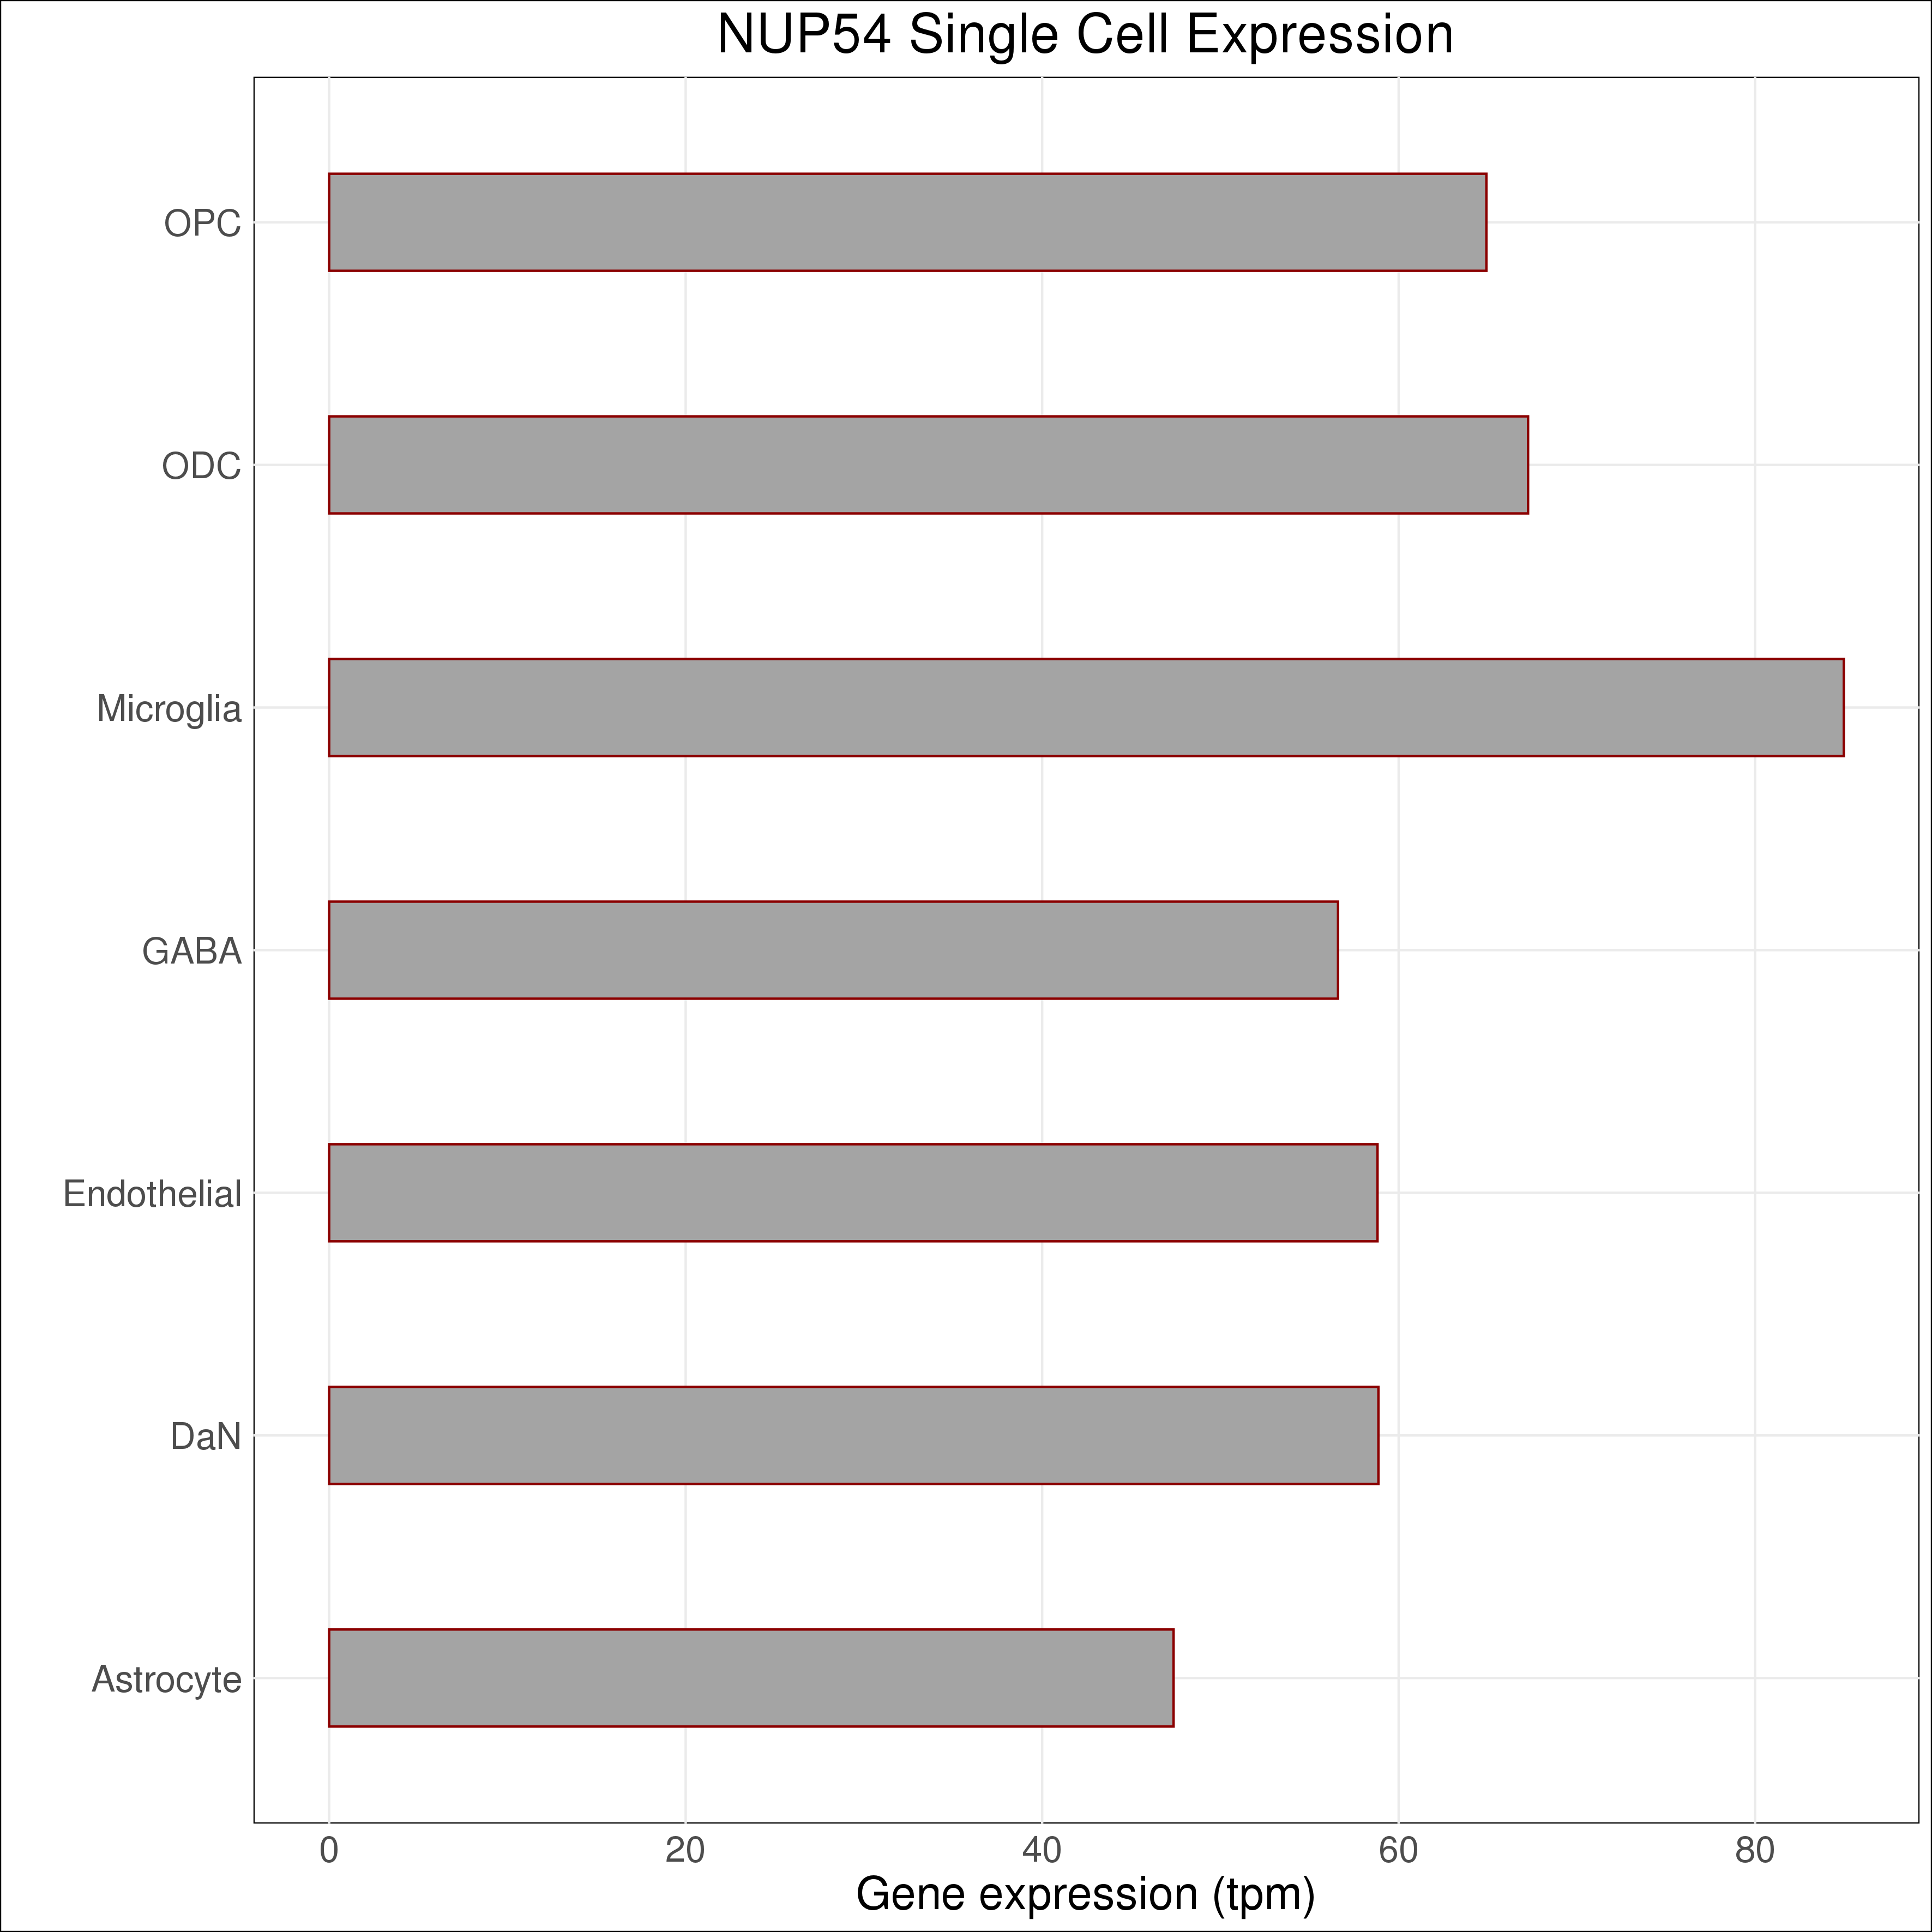 NUP54 Single Cell Expression
OPC
ODC
Microglia
GABA
Endothelial
DaN
Astrocyte
0 20 40 60 80
Gene expression (tpm)